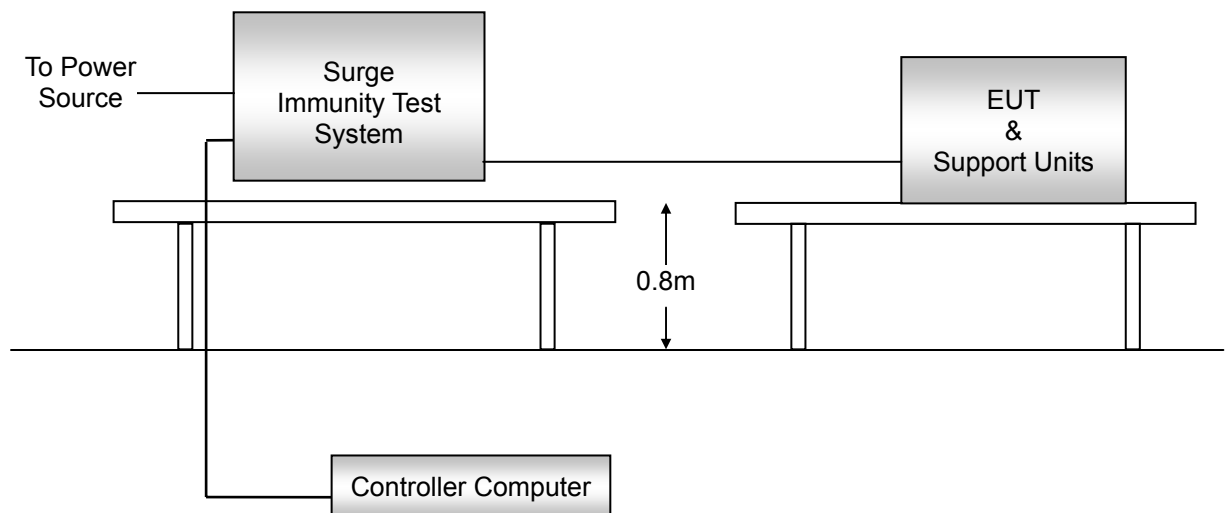 To Power
Source
Surge
Immunity Test
System
EUT
&
Support Units
0.8m
Controller Computer